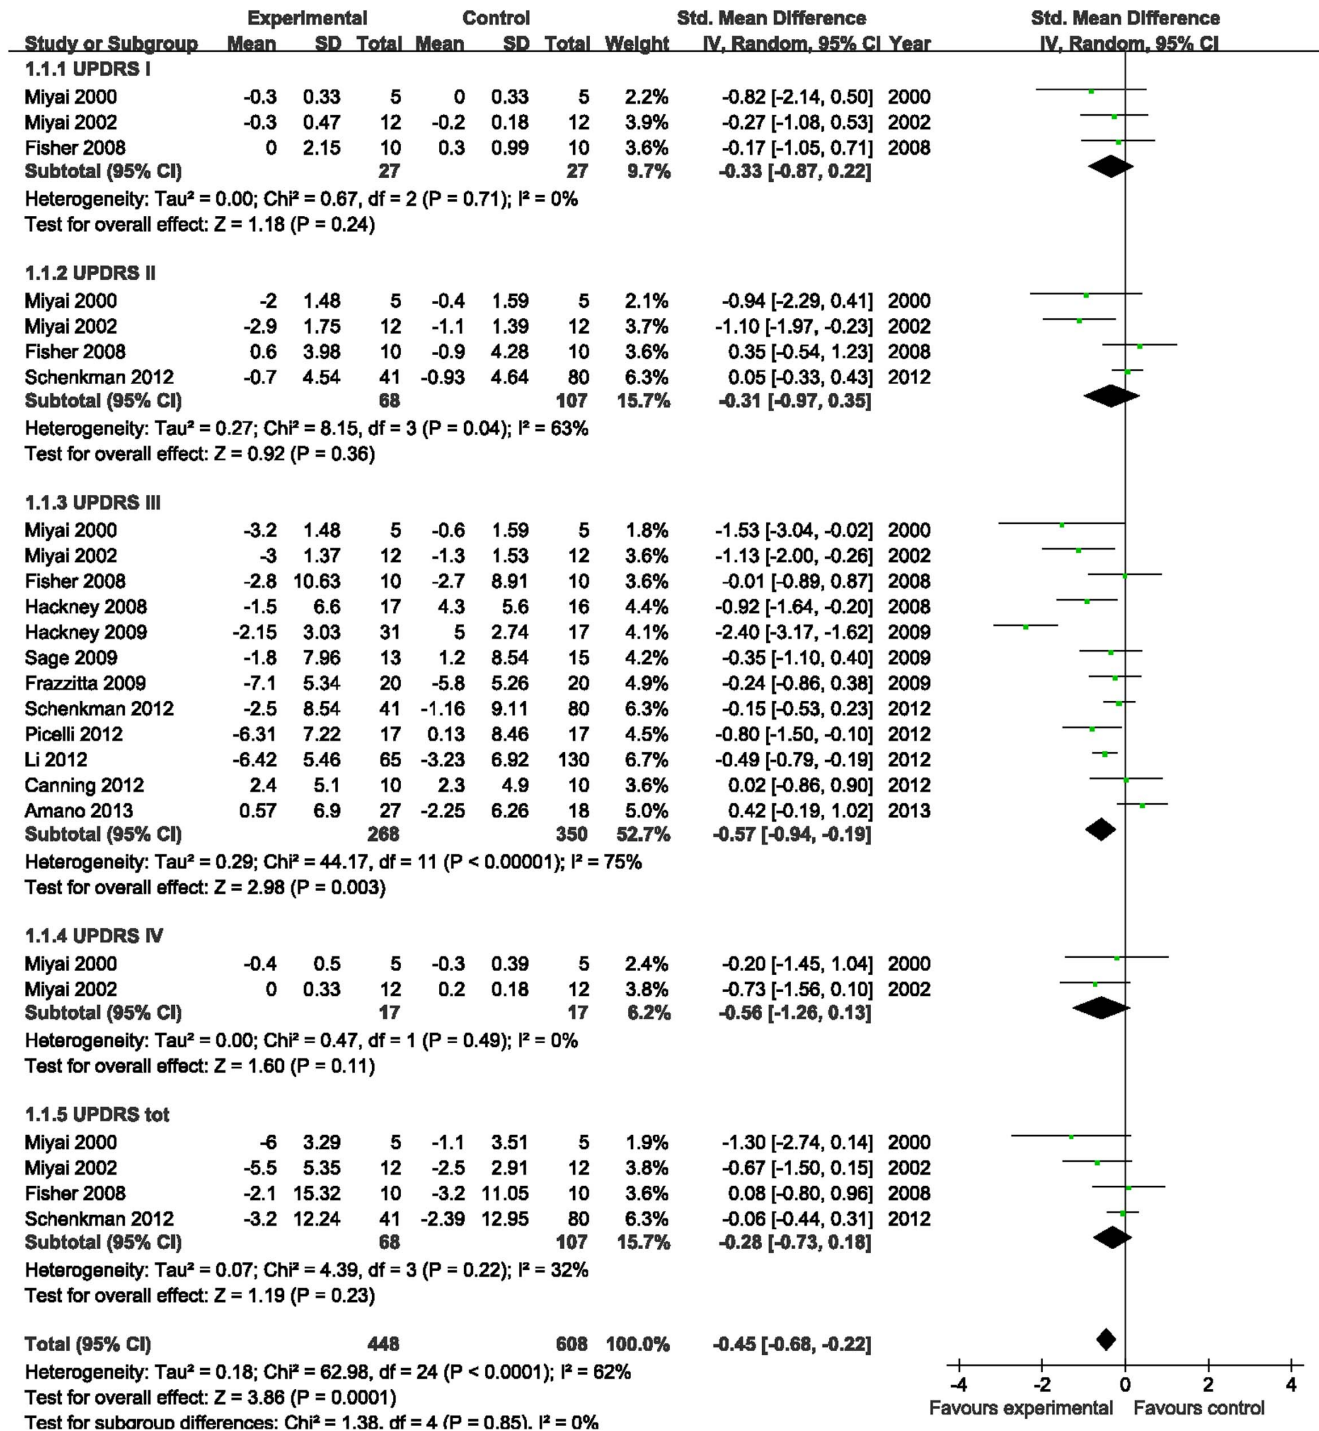 Experimental Control Std. Mean Difference Std. Mean Difference
Study or Subgroup Mean SD Total Mean SD Total Weight IV, Random, 95% CI Year IV, Random, 95% CI
1.1.1 UPDRS I
Miyai 2000 -0.3 0.33 5 0 0.33 5 2.2% -0.82 [-2.14, 0.50] 2000
Miyai 2002 -0.3 0.47 12 -0.2 0.18 12 3.9% -0.27 [-1.08, 0.53] 2002
Fisher 2008 0 2.15 10 0.3 0.99 10 3.6% -0.17 [-1.05, 0.71] 2008
Subtotal (95% CI) 27 27 9.7% -0.33 [-0.87, 0.22]
Heterogeneity: Tau² = 0.00; Chi² = 0.67, df = 2 (P = 0.71); I² = 0%
Test for overall effect: Z = 1.18 (P = 0.24)
1.1.2 UPDRS II
Miyai 2000 -2 1.48 5 -0.4 1.59 5 2.1% -0.94 [-2.29, 0.41] 2000
Miyai 2002 -2.9 1.75 12 -1.1 1.39 12 3.7% -1.10 [-1.97, -0.23] 2002
Fisher 2008 0.6 3.98 10 -0.9 4.28 10 3.6% 0.35 [-0.54, 1.23] 2008
Schenkman 2012 -0.7 4.54 41 -0.93 4.64 80 6.3% 0.05 [-0.33, 0.43] 2012
Subtotal (95% CI) 68 107 15.7% -0.31 [-0.97, 0.35]
Heterogeneity: Tau² = 0.27; Chi² = 8.15, df = 3 (P = 0.04); I² = 63%
Test for overall effect: Z = 0.92 (P = 0.36)
1.1.3 UPDRS III
Miyai 2000 -3.2 1.48 5 -0.6 1.59 5 1.8% -1.53 [-3.04, -0.02] 2000
Miyai 2002 -3 1.37 12 -1.3 1.53 12 3.6% -1.13 [-2.00, -0.26] 2002
Fisher 2008 -2.8 10.63 10 -2.7 8.91 10 3.6% -0.01 [-0.89, 0.87] 2008
Hackney 2008 -1.5 6.6 17 4.3 5.6 16 4.4% -0.92 [-1.64, -0.20] 2008
Hackney 2009 -2.15 3.03 31 5 2.74 17 4.1% -2.40 [-3.17, -1.62] 2009
Sage 2009 -1.8 7.96 13 1.2 8.54 15 4.2% -0.35 [-1.10, 0.40] 2009
Frazzitta 2009 -7.1 5.34 20 -5.8 5.26 20 4.9% -0.24 [-0.86, 0.38] 2009
Schenkman 2012 -2.5 8.54 41 -1.16 9.11 80 6.3% -0.15 [-0.53, 0.23] 2012
Picelli 2012 -6.31 7.22 17 0.13 8.46 17 4.5% -0.80 [-1.50, -0.10] 2012
Li 2012 -6.42 5.46 65 -3.23 6.92 130 6.7% -0.49 [-0.79, -0.19] 2012
Canning 2012 2.4 5.1 10 2.3 4.9 10 3.6% 0.02 [-0.86, 0.90] 2012
Amano 2013 0.57 6.9 27 -2.25 6.26 18 5.0% 0.42 [-0.19, 1.02] 2013
Subtotal (95% CI) 268 350 52.7% -0.57 [-0.94, -0.19]
Heterogeneity: Tau² = 0.29; Chi² = 44.17, df = 11 (P < 0.00001); I² = 75%
Test for overall effect: Z = 2.98 (P = 0.003)
1.1.4 UPDRS IV
Miyai 2000 -0.4 0.5 5 -0.3 0.39 5 2.4% -0.20 [-1.45, 1.04] 2000
Miyai 2002 0 0.33 12 0.2 0.18 12 3.8% -0.73 [-1.56, 0.10] 2002
Subtotal (95% CI) 17 17 6.2% -0.56 [-1.26, 0.13]
Heterogeneity: Tau² = 0.00; Chi² = 0.47, df = 1 (P = 0.49); I² = 0%
Test for overall effect: Z = 1.60 (P = 0.11)
1.1.5 UPDRS tot
Miyai 2000 -6 3.29 5 -1.1 3.51 5 1.9% -1.30 [-2.74, 0.14] 2000
Miyai 2002 -5.5 5.35 12 -2.5 2.91 12 3.8% -0.67 [-1.50, 0.15] 2002
Fisher 2008 -2.1 15.32 10 -3.2 11.05 10 3.6% 0.08 [-0.80, 0.96] 2008
Schenkman 2012 -3.2 12.24 41 -2.39 12.95 80 6.3% -0.06 [-0.44, 0.31] 2012
Subtotal (95% CI) 68 107 15.7% -0.28 [-0.73, 0.18]
Heterogeneity: Tau² = 0.07; Chi² = 4.39, df = 3 (P = 0.22); I² = 32%
Test for overall effect: Z = 1.19 (P = 0.23)
Total (95% CI) 448 608 100.0% -0.45 [-0.68, -0.22]
Heterogeneity: Tau² = 0.18; Chi² = 62.98, df = 24 (P < 0.0001); I² = 62%
Test for overall effect: Z = 3.86 (P = 0.0001)
Test for subgroup differences: Chi² = 1.38, df = 4 (P = 0.85), I² = 0%
-4 -2 0 2 4
Favours experimental Favours control